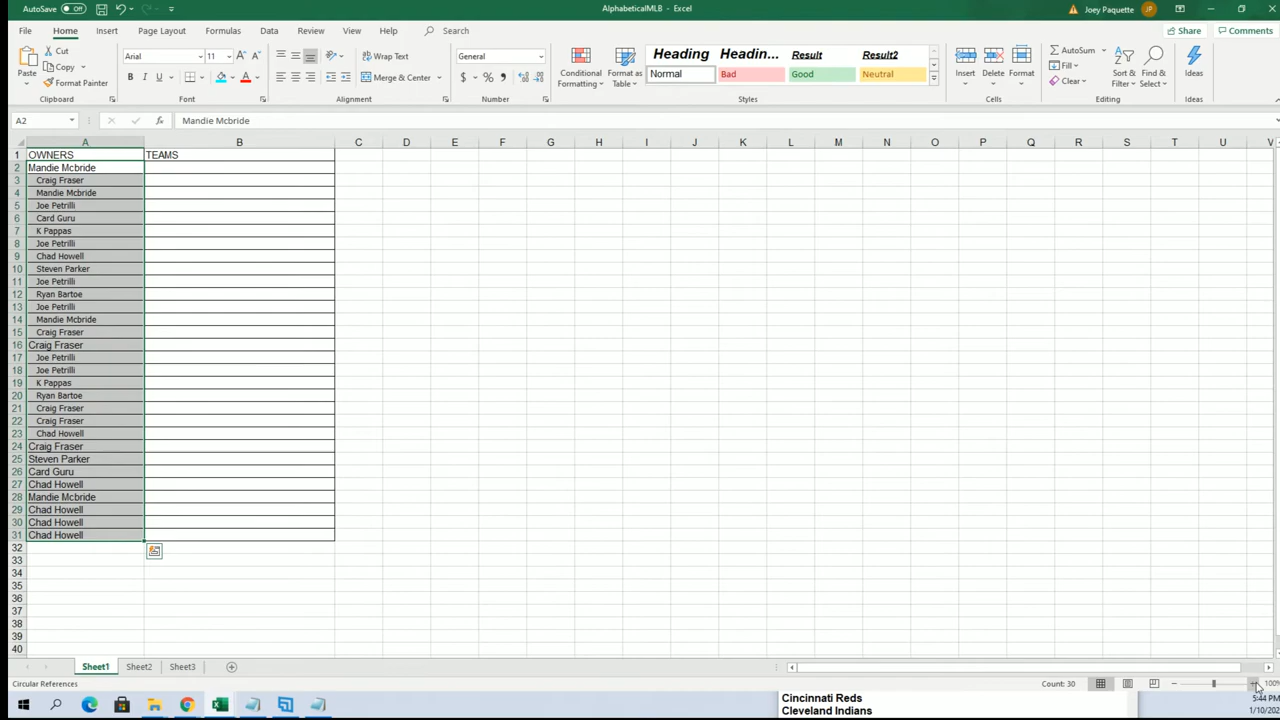 AutoSave Off AlphabeticalMLB - Excel Joey Paquette JP
File Home Insert Page Layout Formulas Data Review View Help Search Share Comments
Cut Arial 11 Wrap Text General Heading Headin... Result Result2 AutoSum
Copy Normal Bad Good Neutral Fill
Paste Format Painter B I U Merge & Center $ % Conditional Formatting Format as Table Insert Delete Format Clear Sort & Filter Find & Select Ideas
Clipboard Font Alignment Number Styles Cells Editing Ideas
A2 fx Mandie Mcbride
A B C D E F G H I J K L M N O P Q R S T U V
1 OWNERS TEAMS
2 Mandie Mcbride
3 Craig Fraser
4 Mandie Mcbride
5 Joe Petrilli
6 Card Guru
7 K Pappas
8 Joe Petrilli
9 Chad Howell
10 Steven Parker
11 Joe Petrilli
12 Ryan Bartoe
13 Joe Petrilli
14 Mandie Mcbride
15 Craig Fraser
16 Craig Fraser
17 Joe Petrilli
18 Joe Petrilli
19 K Pappas
20 Ryan Bartoe
21 Craig Fraser
22 Craig Fraser
23 Chad Howell
24 Craig Fraser
25 Steven Parker
26 Card Guru
27 Chad Howell
28 Mandie Mcbride
29 Chad Howell
30 Chad Howell
31 Chad Howell
32
33
34
35
36
37
38
39
40
Sheet1 Sheet2 Sheet3
Circular References Count: 30 100%
Cincinnati Reds
Cleveland Indians
5:44 PM
1/10/202